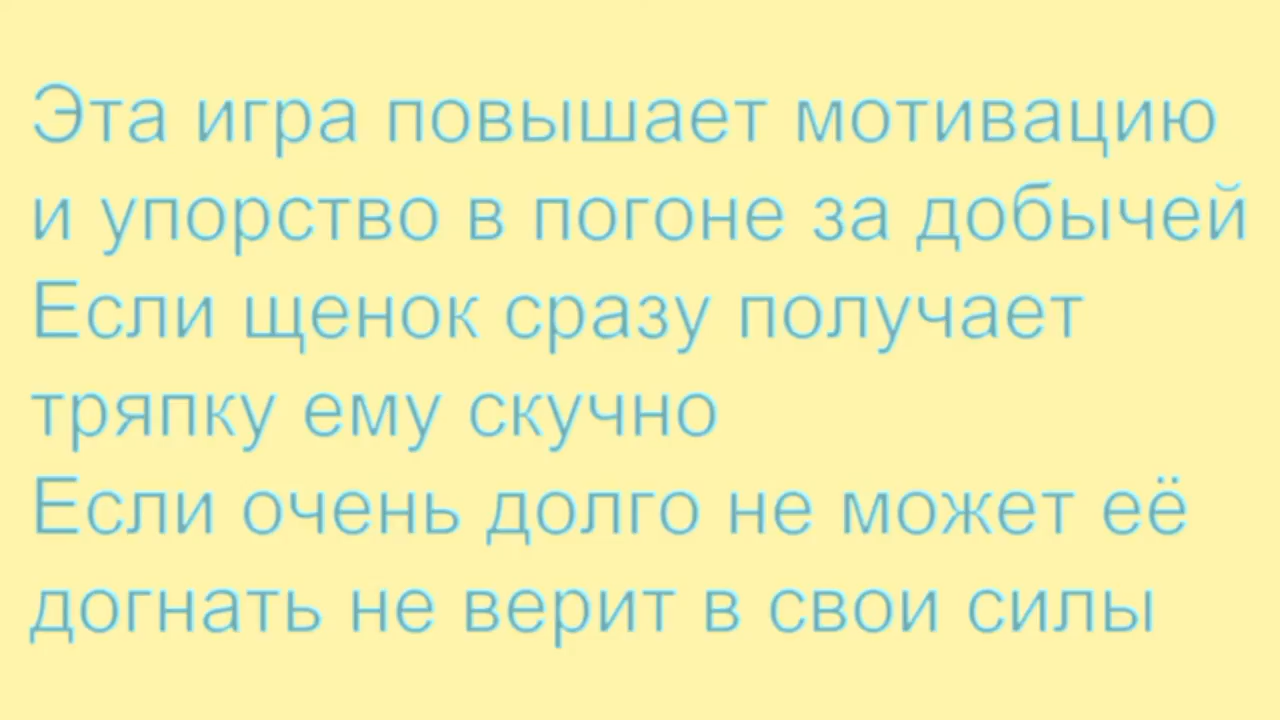 Эта игра повышает мотивацию
и упорство в погоне за добычей
Если щенок сразу получает
тряпку ему скучно
Если очень долго не может её
догнать не верит в свои силы